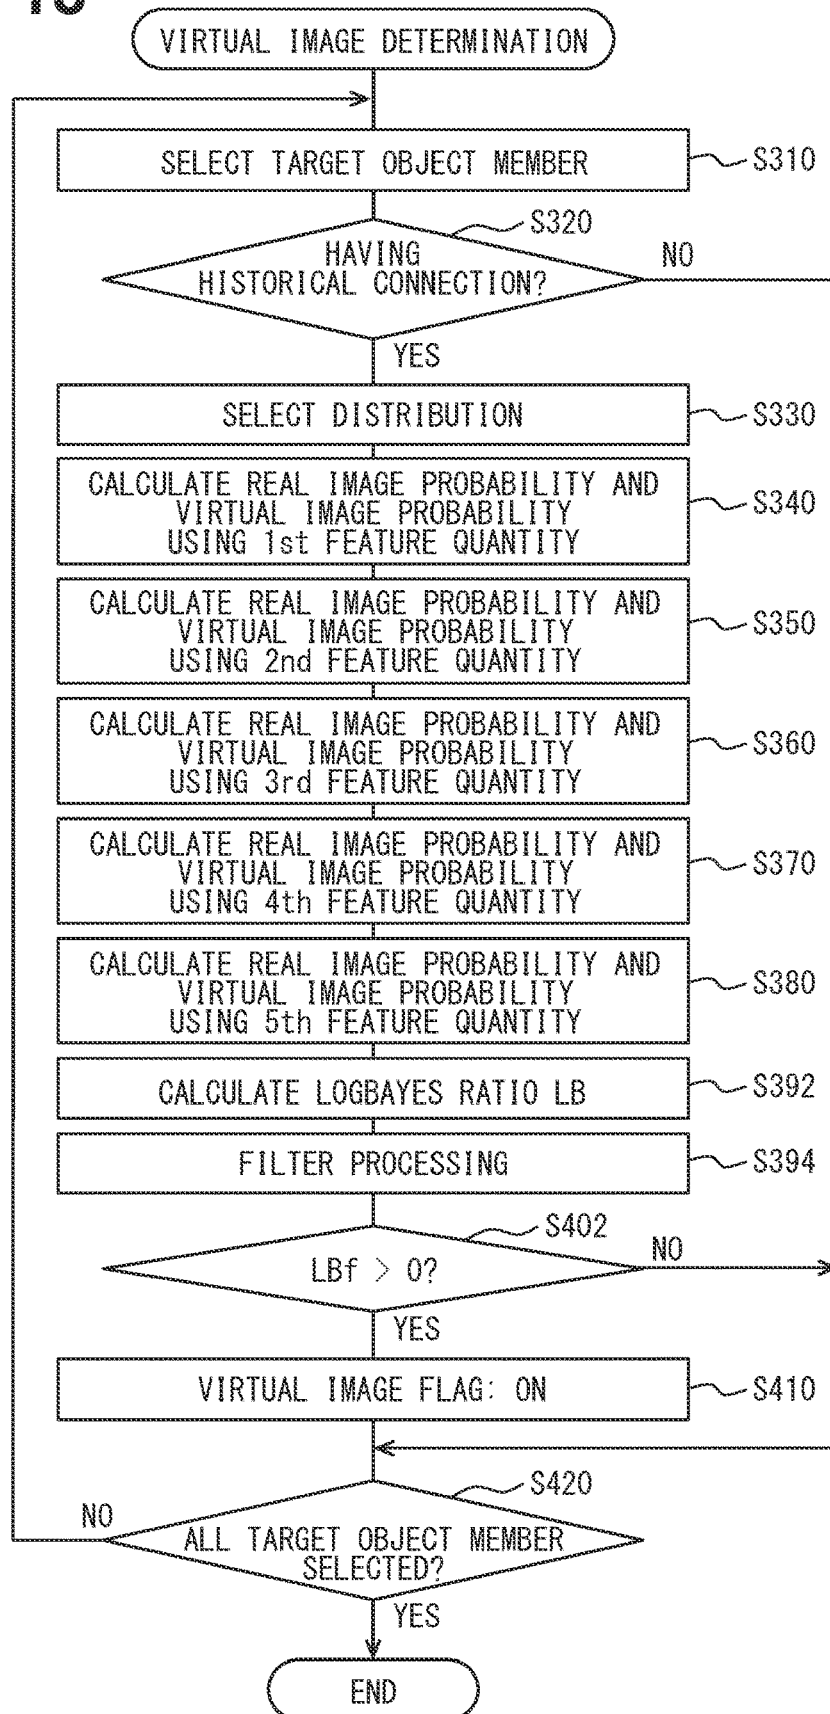 VIRTUAL IMAGE DETERMINATION
SELECT TARGET OBJECT MEMBER
S310
S320
HAVING
HISTORICAL CONNECTION?
NO
YES
SELECT DISTRIBUTION
S330
CALCULATE REAL IMAGE PROBABILITY AND
VIRTUAL IMAGE PROBABILITY
USING 1st FEATURE QUANTITY
S340
CALCULATE REAL IMAGE PROBABILITY AND
VIRTUAL IMAGE PROBABILITY
USING 2nd FEATURE QUANTITY
S350
CALCULATE REAL IMAGE PROBABILITY AND
VIRTUAL IMAGE PROBABILITY
USING 3rd FEATURE QUANTITY
S360
CALCULATE REAL IMAGE PROBABILITY AND
VIRTUAL IMAGE PROBABILITY
USING 4th FEATURE QUANTITY
S370
CALCULATE REAL IMAGE PROBABILITY AND
VIRTUAL IMAGE PROBABILITY
USING 5th FEATURE QUANTITY
S380
CALCULATE LOGBAYES RATIO LB
S392
FILTER PROCESSING
S394
S402
LBf > 0?
NO
YES
VIRTUAL IMAGE FLAG: ON
S410
S420
NO
ALL TARGET OBJECT MEMBER
SELECTED?
YES
END